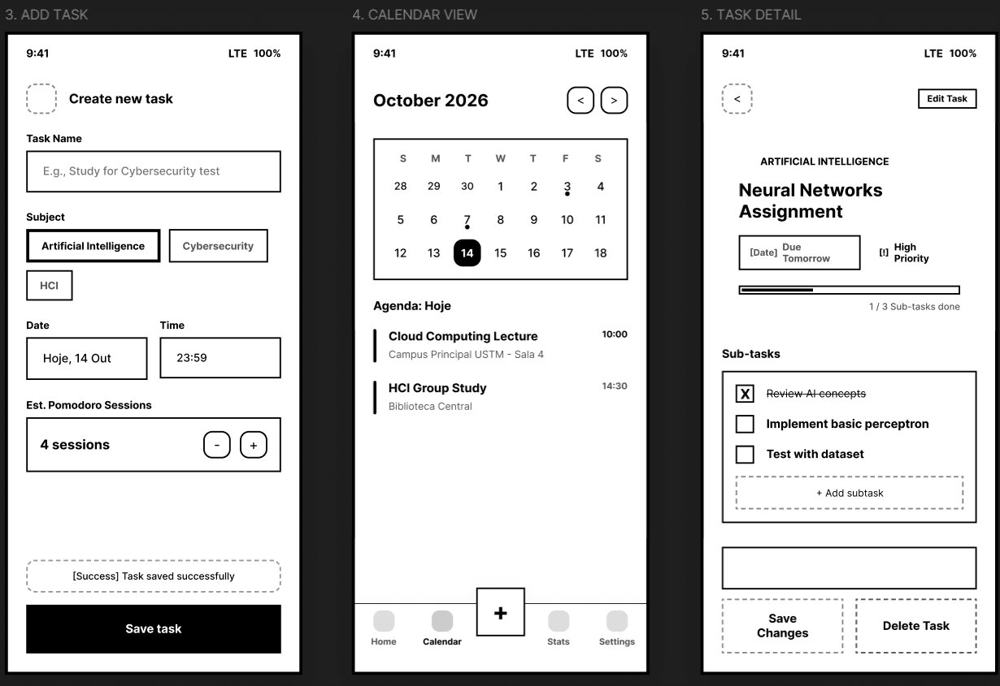 3. ADD TASK
9:41 LTE 100%
Create new task
Task Name
E.g., Study for Cybersecurity test
Subject
Artificial Intelligence Cybersecurity
HCI
Date Time
Hoje, 14 Out 23:59
Est. Pomodoro Sessions
4 sessions - +
[Success] Task saved successfully
Save task
4. CALENDAR VIEW
9:41 LTE 100%
October 2026 < >
S M T W T F S
28 29 30 1 2 3 4
5 6 7 8 9 10 11
12 13 14 15 16 17 18
Agenda: Hoje
Cloud Computing Lecture 10:00
Campus Principal USTM - Sala 4
HCI Group Study 14:30
Biblioteca Central
+
Home Calendar Stats Settings
5. TASK DETAIL
9:41 LTE 100%
< Edit Task
ARTIFICIAL INTELLIGENCE
Neural Networks
Assignment
[Date] Due
Tomorrow
[!] High
Priority
1 / 3 Sub-tasks done
Sub-tasks
X Review AI concepts
Implement basic perceptron
Test with dataset
+ Add subtask
Save
Changes
Delete Task